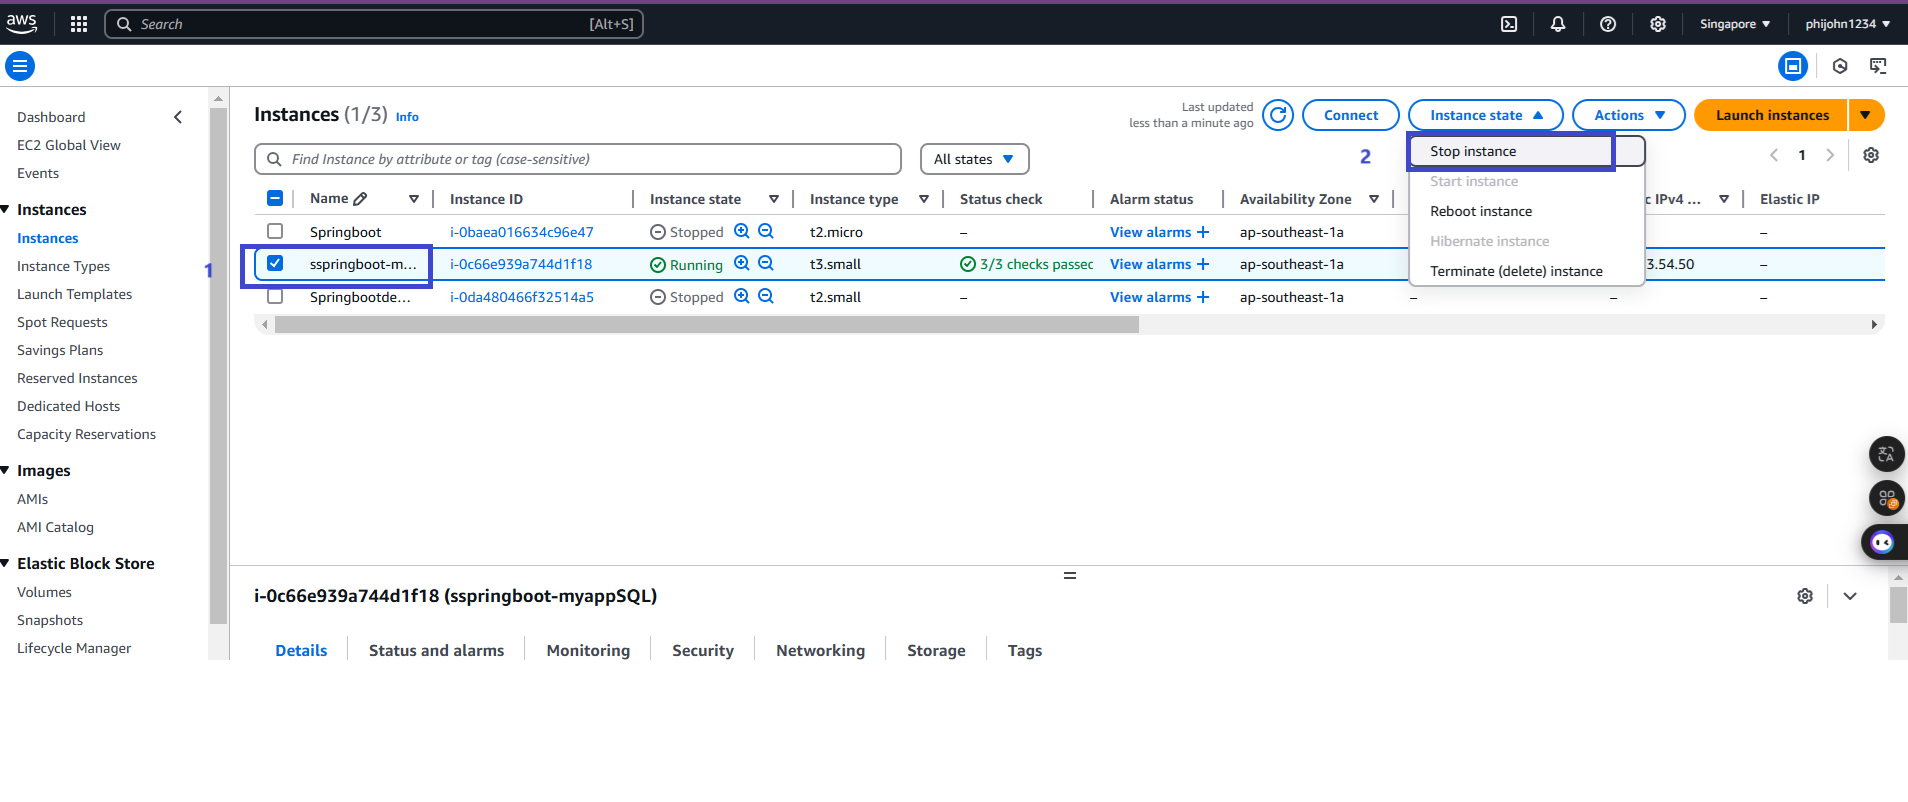 aws Search [Alt+S] Singapore phijohn1234
Dashboard
EC2 Global View
Events
Instances
Instances
Instance Types
Launch Templates
Spot Requests
Savings Plans
Reserved Instances
Dedicated Hosts
Capacity Reservations
Images
AMIs
AMI Catalog
Elastic Block Store
Volumes
Snapshots
Lifecycle Manager
Instances (1/3) Info
Last updated
less than a minute ago
Connect Instance state Actions Launch instances
Find Instance by attribute or tag (case-sensitive) All states
2
1
Stop instance
Start instance
Reboot instance
Hibernate instance
Terminate (delete) instance
1
Name Instance ID Instance state Instance type Status check Alarm status Availability Zone c IPv4 ... Elastic IP
Springboot i-0baea016634c96e47 Stopped t2.micro – View alarms + ap-southeast-1a –
sspringboot-m... i-0c66e939a744d1f18 Running t3.small 3/3 checks passec View alarms + ap-southeast-1a 3.54.50 –
Springbootde... i-0da480466f32514a5 Stopped t2.small – View alarms + ap-southeast-1a – – –
i-0c66e939a744d1f18 (sspringboot-myappSQL)
Details Status and alarms Monitoring Security Networking Storage Tags